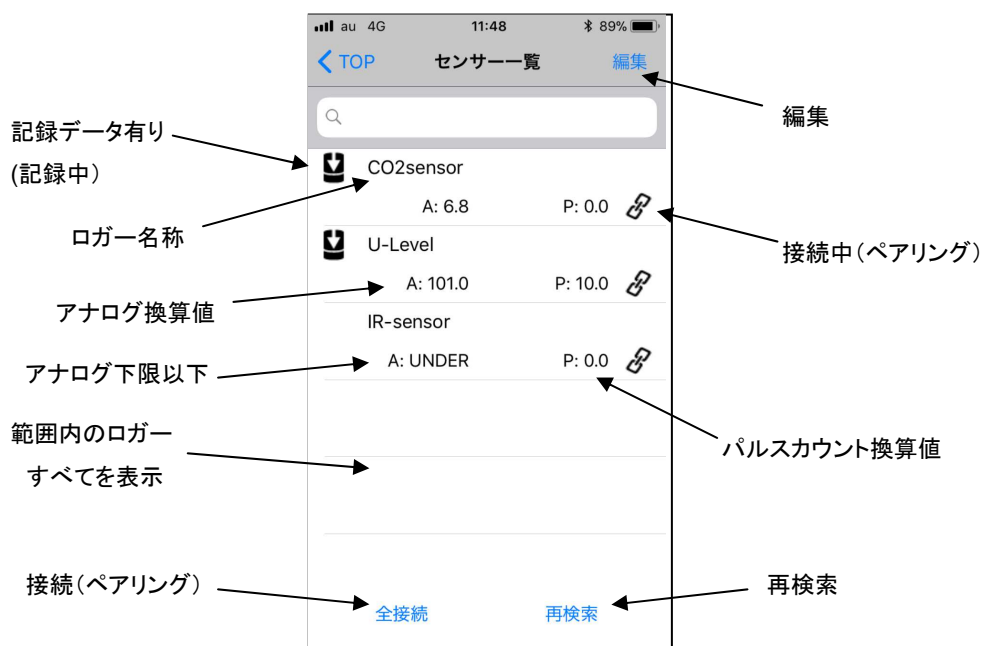 au 4G 11:48 89%
TOP センサー一覧 編集
編集
記録データ有り
(記録中)
CO2sensor
A: 6.8 P: 0.0
ロガー名称
接続中(ペアリング)
U-Level
A: 101.0 P: 10.0
アナログ換算値
IR-sensor
A: UNDER P: 0.0
アナログ下限以下
パルスカウント換算値
範囲内のロガー
すべてを表示
接続(ペアリング)
全接続 再検索
再検索